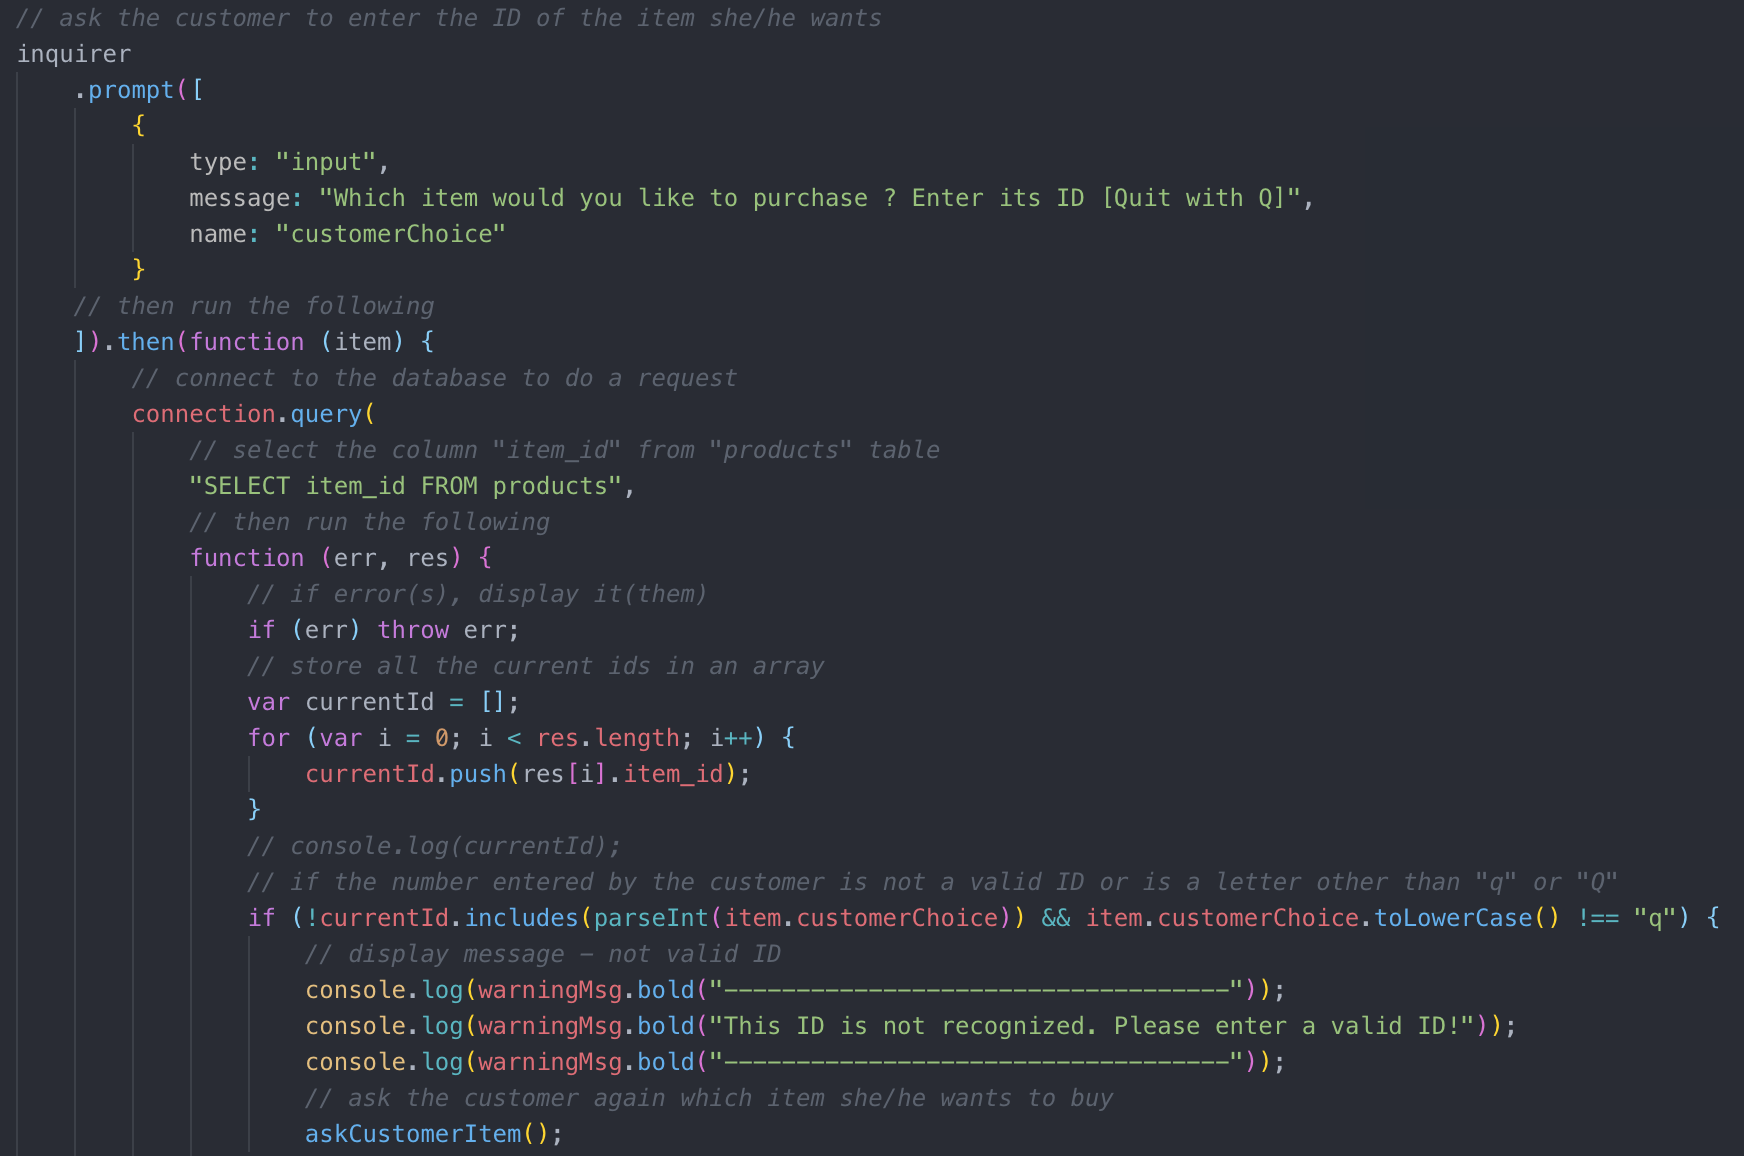 // ask the customer to enter the ID of the item she/he wants
inquirer
    .prompt([
        {
            type: "input",
            message: "Which item would you like to purchase ? Enter its ID [Quit with Q]",
            name: "customerChoice"
        }
    // then run the following
    ]).then(function (item) {
        // connect to the database to do a request
        connection.query(
            // select the column "item_id" from "products" table
            "SELECT item_id FROM products",
            // then run the following
            function (err, res) {
                // if error(s), display it(them)
                if (err) throw err;
                // store all the current ids in an array
                var currentId = [];
                for (var i = 0; i < res.length; i++) {
                    currentId.push(res[i].item_id);
                }
                // console.log(currentId);
                // if the number entered by the customer is not a valid ID or is a letter other than "q" or "Q"
                if (!currentId.includes(parseInt(item.customerChoice)) && item.customerChoice.toLowerCase() !== "q") {
                    // display message – not valid ID
                    console.log(warningMsg.bold("-----------------------------------"));
                    console.log(warningMsg.bold("This ID is not recognized. Please enter a valid ID!"));
                    console.log(warningMsg.bold("-----------------------------------"));
                    // ask the customer again which item she/he wants to buy
                    askCustomerItem();